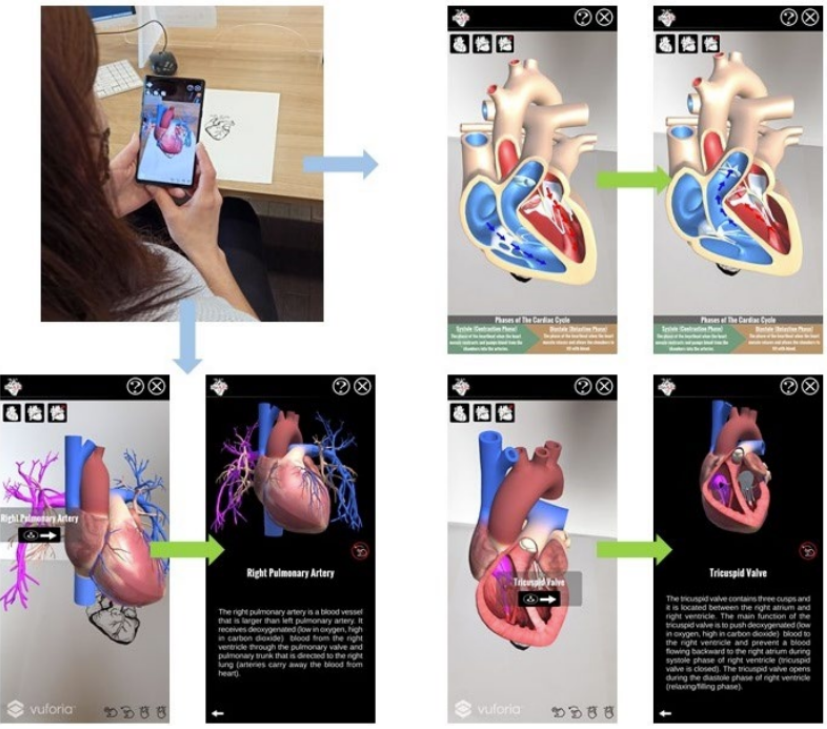 Phases of The Cardiac Cycle
Systole (Contraction Phase)
Diastole (Relaxation Phase)
Phases of The Cardiac Cycle
Systole (Contraction Phase)
Diastole (Relaxation Phase)
Right Pulmonary Artery
vuforia
Right Pulmonary Artery
The right pulmonary artery is a blood vessel
that is larger than left pulmonary artery. It
receives deoxygenated (low in oxygen, high
in carbon dioxide) blood from the right
ventricle through the pulmonary valve and
pulmonary trunk that is directed to the right
lung (arteries carry away the blood from
heart).
Tricuspid Valve
vuforia
Tricuspid Valve
The tricuspid valve contains three cusps and
it is located between the right atrium and
right ventricle. The main function of the
tricuspid valve is to push deoxygenated (low
in oxygen, high in carbon dioxide) blood to
the right ventricle and prevent a blood
flowing backward to the right atrium during
systole phase of right ventricle (tricuspid
valve is closed). The tricuspid valve opens
during the diastole phase of right ventricle
(relaxing/filling phase).